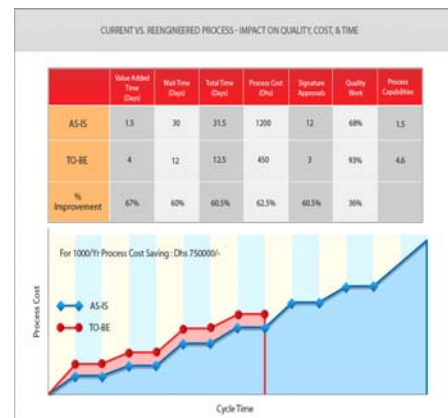 CURRENT VS. REENGINEERED PROCESS - IMPACT ON QUALITY, COST, & TIME
Value Added Time (Days) Wait Time (Days) Total Time (Days) Process Cost (Dhs) Signature Approvals Quality Work Process Capabilities
AS-IS 1.5 30 31.5 1200 12 68% 1.5
TO-BE 4 12 12.5 450 3 93% 4.6
% Improvement 67% 60% 60.5% 62.5% 60.5% 36%
For 1000/Yr Process Cost Saving : Dhs 750000/-
AS-IS
TO-BE
Process Cost
Cycle Time